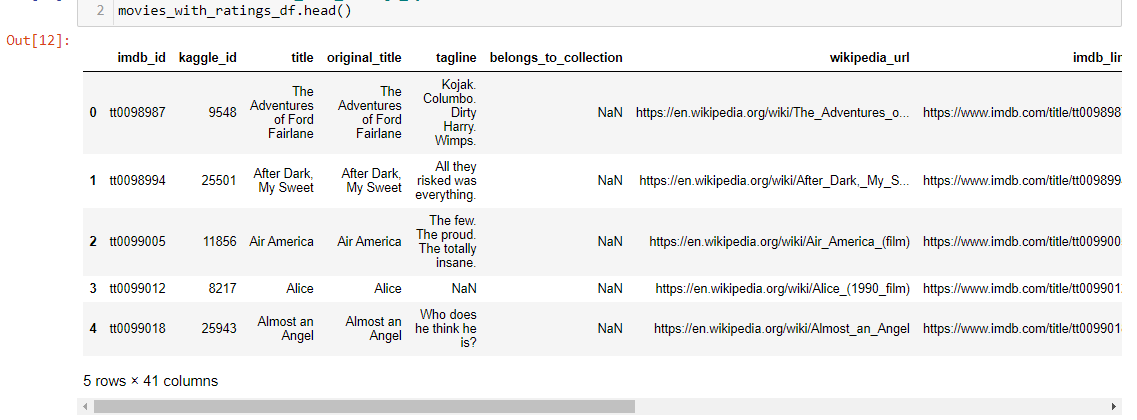 2 movies_with_ratings_df.head()
Out[12]:
imdb_id kaggle_id title original_title tagline belongs_to_collection wikipedia_url imdb_lin
0 tt0098987 9548 The Adventures of Ford Fairlane The Adventures of Ford Fairlane Kojak. Columbo. Dirty Harry. Wimps. NaN https://en.wikipedia.org/wiki/The_Adventures_o... https://www.imdb.com/title/tt009898
1 tt0098994 25501 After Dark, My Sweet After Dark, My Sweet All they risked was everything. NaN https://en.wikipedia.org/wiki/After_Dark,_My_S... https://www.imdb.com/title/tt009899
2 tt0099005 11856 Air America Air America The few. The proud. The totally insane. NaN https://en.wikipedia.org/wiki/Air_America_(film) https://www.imdb.com/title/tt009900
3 tt0099012 8217 Alice Alice NaN NaN https://en.wikipedia.org/wiki/Alice_(1990_film) https://www.imdb.com/title/tt009901
4 tt0099018 25943 Almost an Angel Almost an Angel Who does he think he is? NaN https://en.wikipedia.org/wiki/Almost_an_Angel https://www.imdb.com/title/tt009901
5 rows × 41 columns